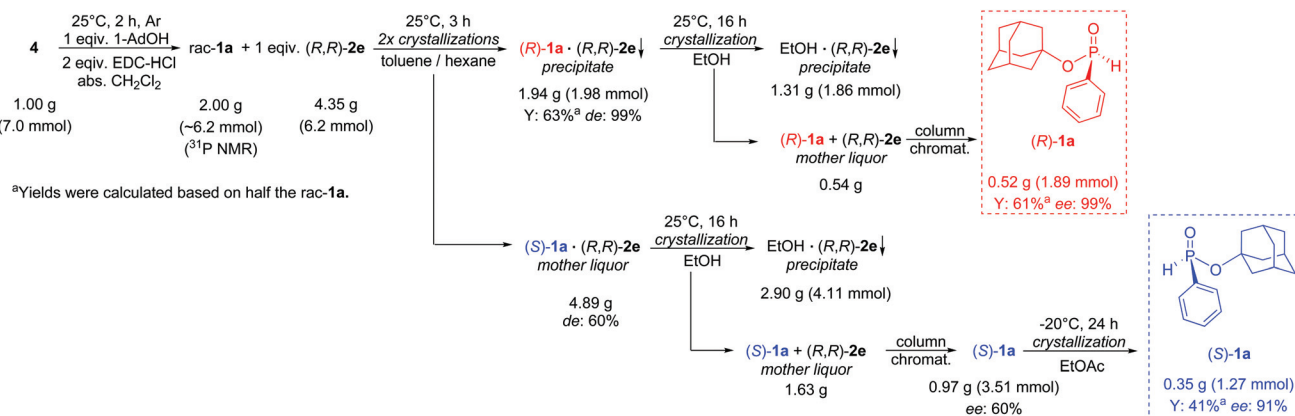 25°C, 2 h, Ar
1 equiv. 1-AdOH
4
2 equiv. EDC-HCl
abs. CH₂Cl₂
rac-1a + 1 equiv. (R,R)-2e
1.00 g
(7.0 mmol)
2.00 g
(~6.2 mmol)
(³¹P NMR)
4.35 g
(6.2 mmol)
25°C, 3 h
2x crystallizations
toluene / hexane
(R)-1a · (R,R)-2e↓
precipitate
1.94 g (1.98 mmol)
Y: 63%ᵃ de: 99%
25°C, 16 h
crystallization
EtOH
EtOH · (R,R)-2e↓
precipitate
1.31 g (1.86 mmol)
(R)-1a + (R,R)-2e
mother liquor
0.54 g
column
chromat.
O
P
O
H
(R)-1a
0.52 g (1.89 mmol)
Y: 61%ᵃ ee: 99%
ᵃYields were calculated based on half the rac-1a.
(S)-1a · (R,R)-2e
mother liquor
4.89 g
de: 60%
25°C, 16 h
crystallization
EtOH
EtOH · (R,R)-2e↓
precipitate
2.90 g (4.11 mmol)
(S)-1a + (R,R)-2e
mother liquor
1.63 g
column
chromat.
(S)-1a
0.97 g (3.51 mmol)
ee: 60%
-20°C, 24 h
crystallization
EtOAc
O
H P
O
(S)-1a
0.35 g (1.27 mmol)
Y: 41%ᵃ ee: 91%